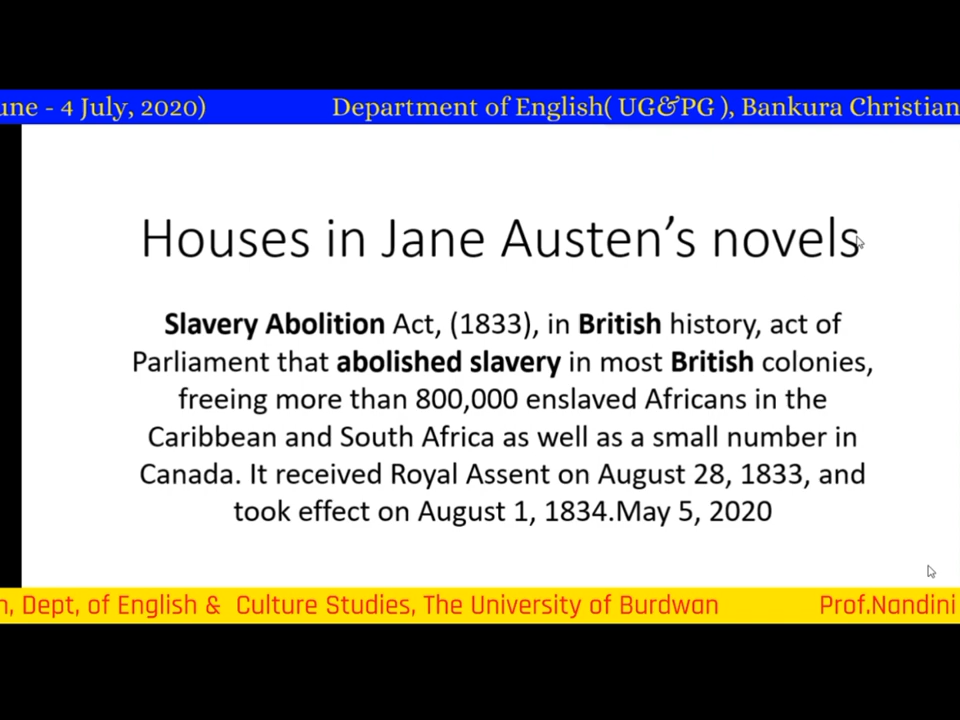 une - 4 July, 2020) Department of English( UG&PG ), Bankura Christian
Houses in Jane Austen’s novels
Slavery Abolition Act, (1833), in British history, act of
Parliament that abolished slavery in most British colonies,
freeing more than 800,000 enslaved Africans in the
Caribbean and South Africa as well as a small number in
Canada. It received Royal Assent on August 28, 1833, and
took effect on August 1, 1834.May 5, 2020
n, Dept, of English & Culture Studies, The University of Burdwan Prof.Nandini